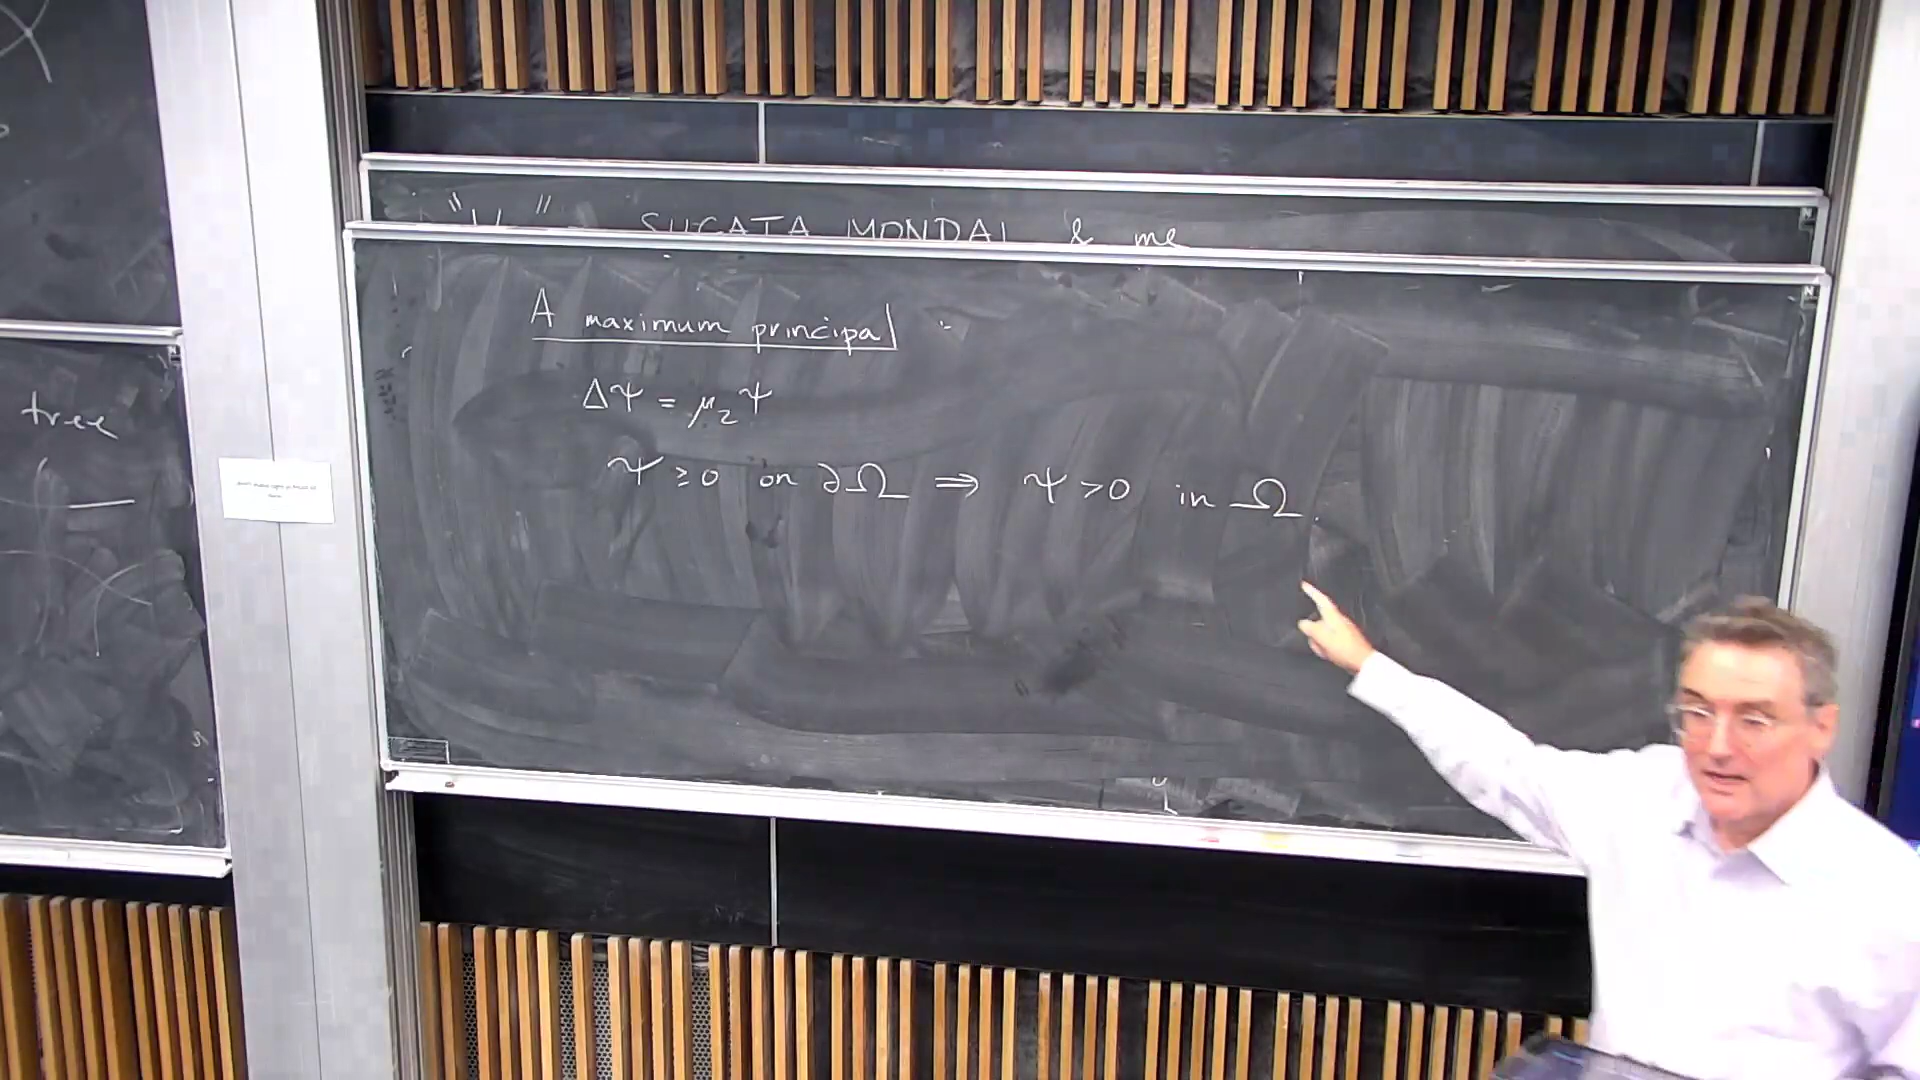 tree
SUGATA MONDAL & me
A maximum principal
Δψ = μ₂ψ
ψ ≥ 0 on ∂Ω ⇒ ψ > 0 in Ω.